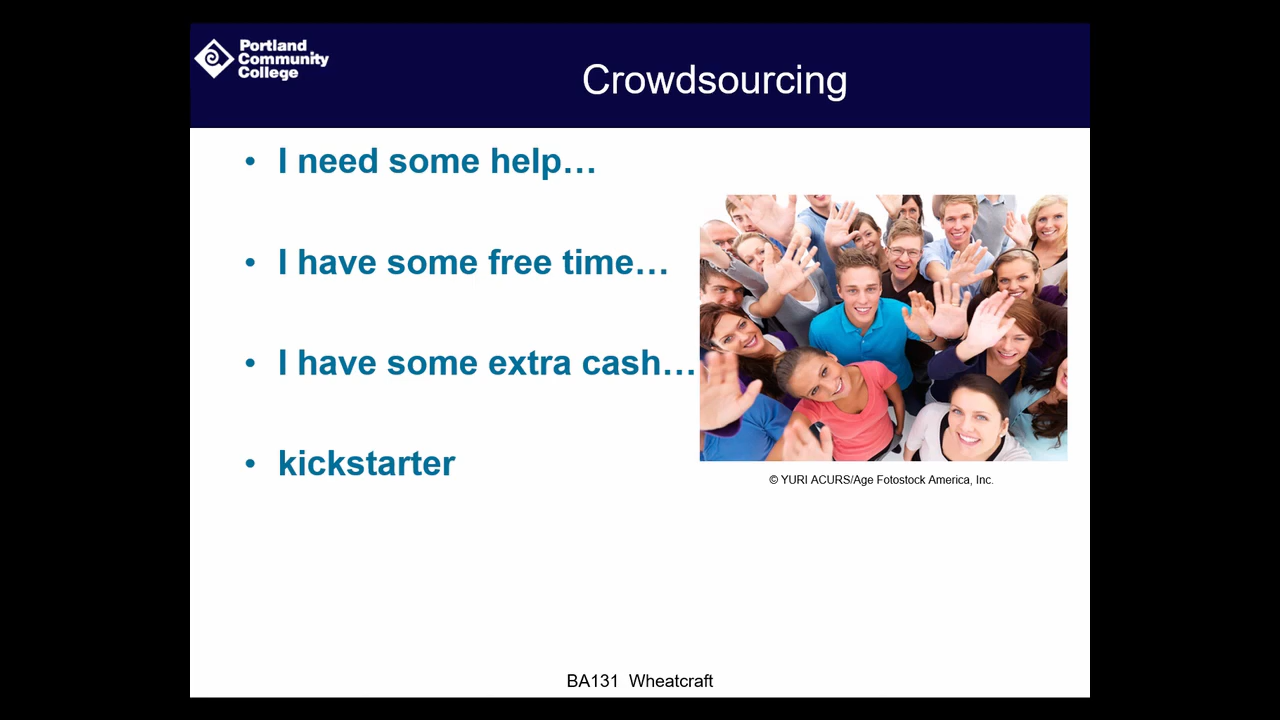 Portland
Community
College
Crowdsourcing
• I need some help…
• I have some free time…
• I have some extra cash…
• kickstarter
© YURI ACURS/Age Fotostock America, Inc.
BA131 Wheatcraft